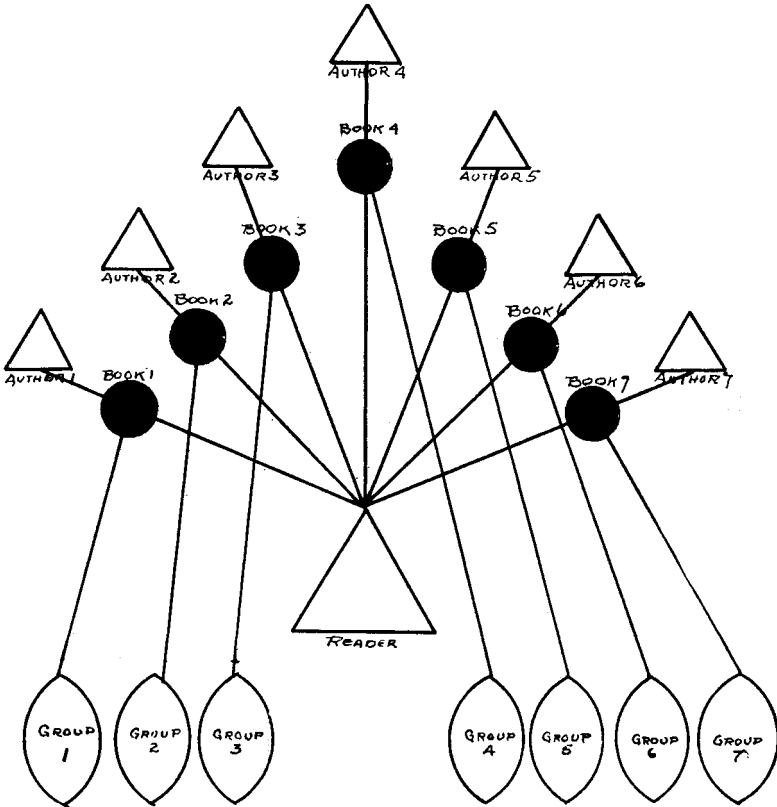 AUTHOR 4
BOOK 4
AUTHOR 3
AUTHOR 5
BOOK 3
BOOK 5
AUTHOR 2
AUTHOR 6
BOOK 2
BOOK 6
AUTHOR 1
BOOK 1
BOOK 7
AUTHOR 7
READER
GROUP
1
GROUP
2
GROUP
3
GROUP
4
GROUP
5
GROUP
6
GROUP
7